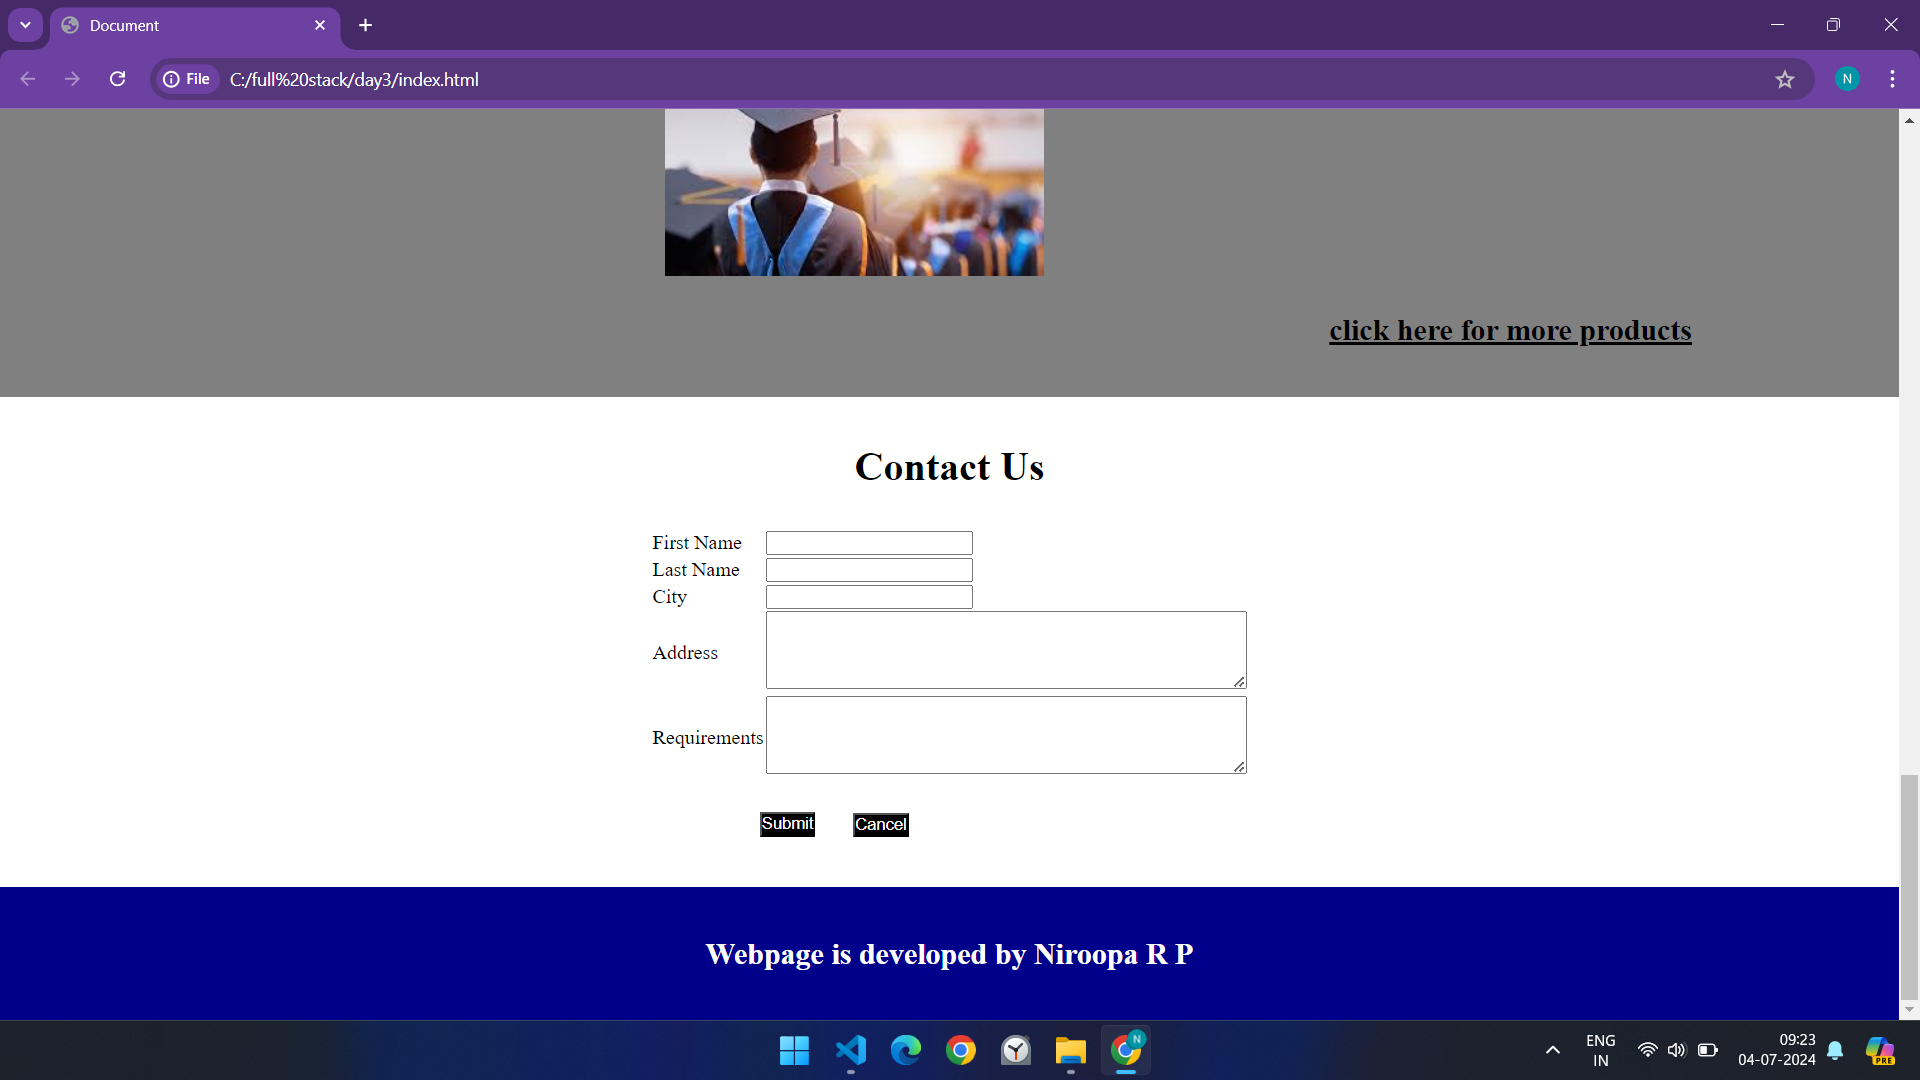 Document
File C:/full%20stack/day3/index.html
N
click here for more products
Contact Us
First Name
Last Name
City
Address
Requirements
Submit Cancel
Webpage is developed by Niroopa R P
N
ENG
IN
09:23
04-07-2024
PRE